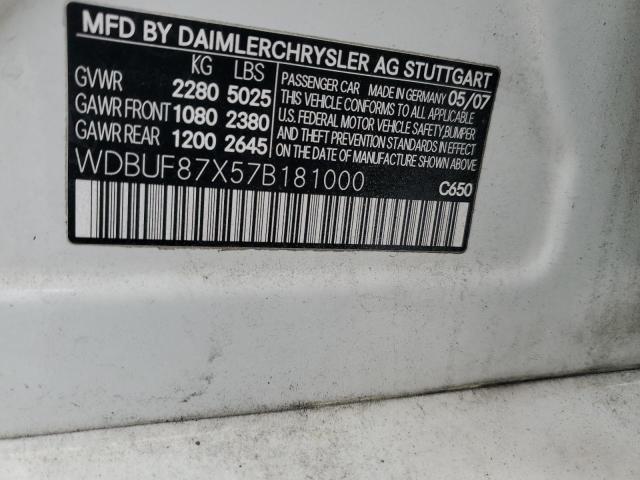 MFD BY DAIMLERCHRYSLER AG STUTTGART
KG LBS
GVWR 2280 5025
GAWR FRONT 1080 2380
GAWR REAR 1200 2645
PASSENGER CAR MADE IN GERMANY 05/07
THIS VEHICLE CONFORMS TO ALL APPLICABLE
U.S. FEDERAL MOTOR VEHICLE SAFETY, BUMPER
AND THEFT PREVENTION STANDARDS IN EFFECT
ON THE DATE OF MANUFACTURE SHOWN ABOVE.
WDBUF87X57B181000
C650